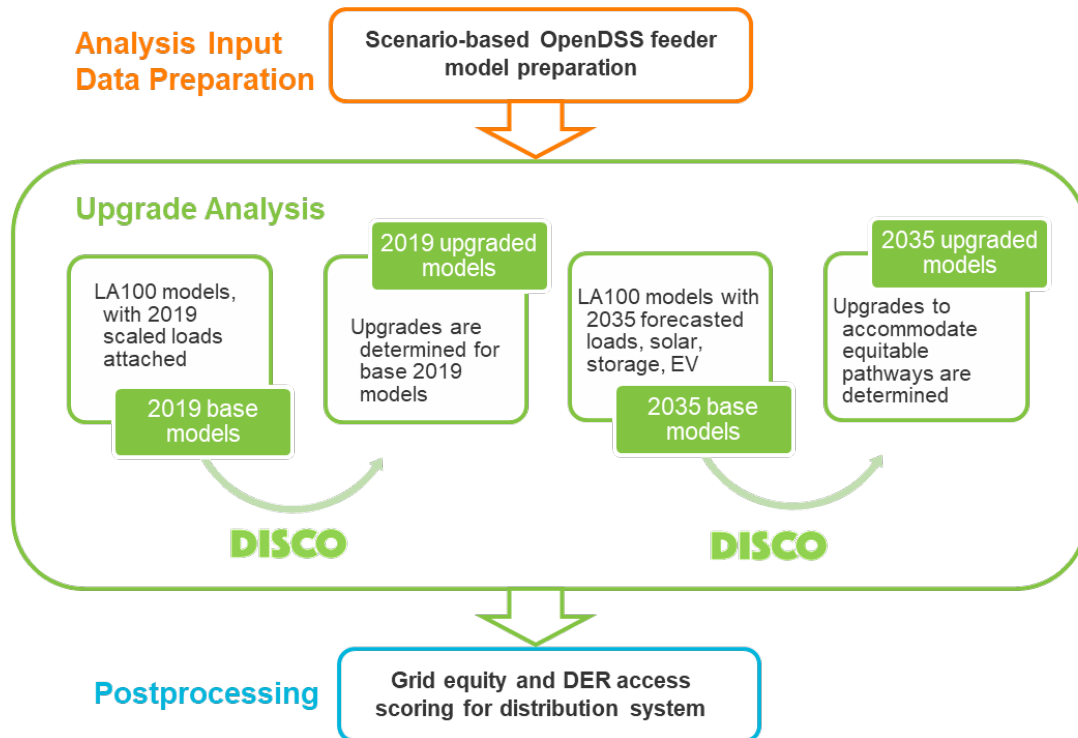 Analysis Input
Data Preparation
Scenario-based OpenDSS feeder
model preparation
Upgrade Analysis
LA100 models,
with 2019
scaled loads
attached
2019 base
models
2019 upgraded
models
Upgrades are
determined for
base 2019
models
LA100 models with
2035 forecasted
loads, solar,
storage, EV
2035 base
models
2035 upgraded
models
Upgrades to
accommodate
equitable
pathways are
determined
DISCO
DISCO
Postprocessing
Grid equity and DER access
scoring for distribution system